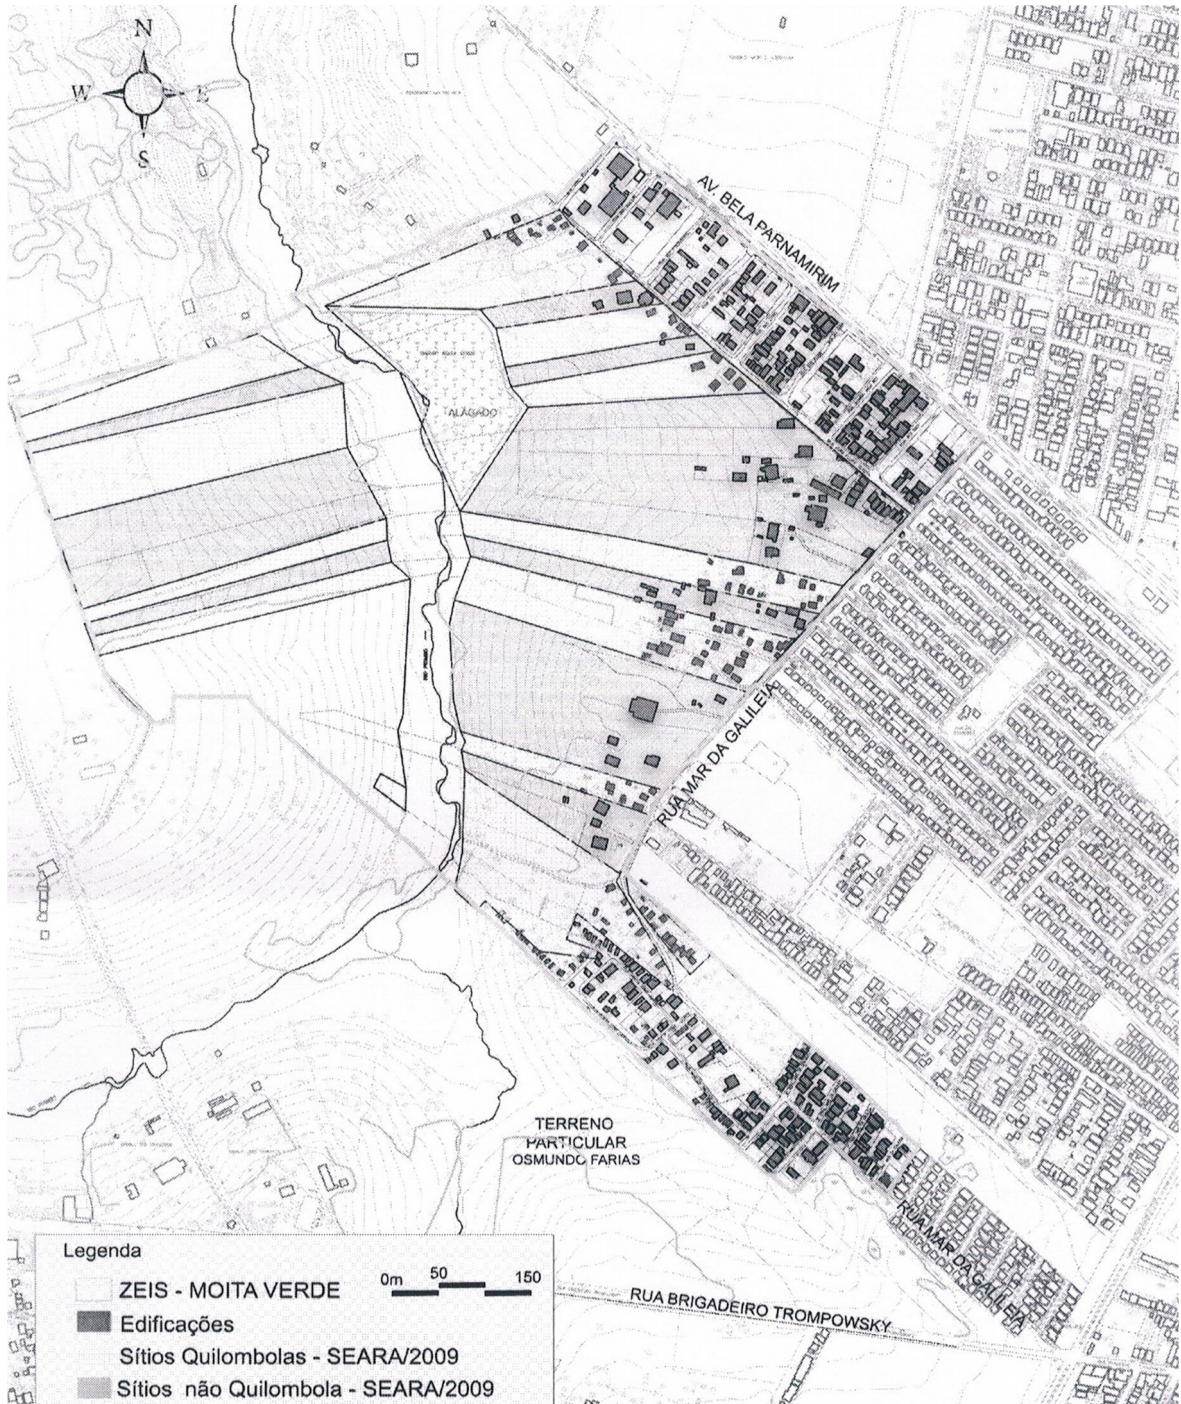 N
W
E
S
AV. BELA PARNAMIRIM
ALAGADO
RUA MAR DA GALILEIA
TERRENO
PARTICULAR
OSMUNDO FARIAS
RUA MAR DA GALILEIA
RUA BRIGADEIRO TROMPOWSKY
Legenda
0m 50 150
ZEIS - MOITA VERDE
Edificações
Sítios Quilombolas - SEARA/2009
Sítios não Quilombola - SEARA/2009